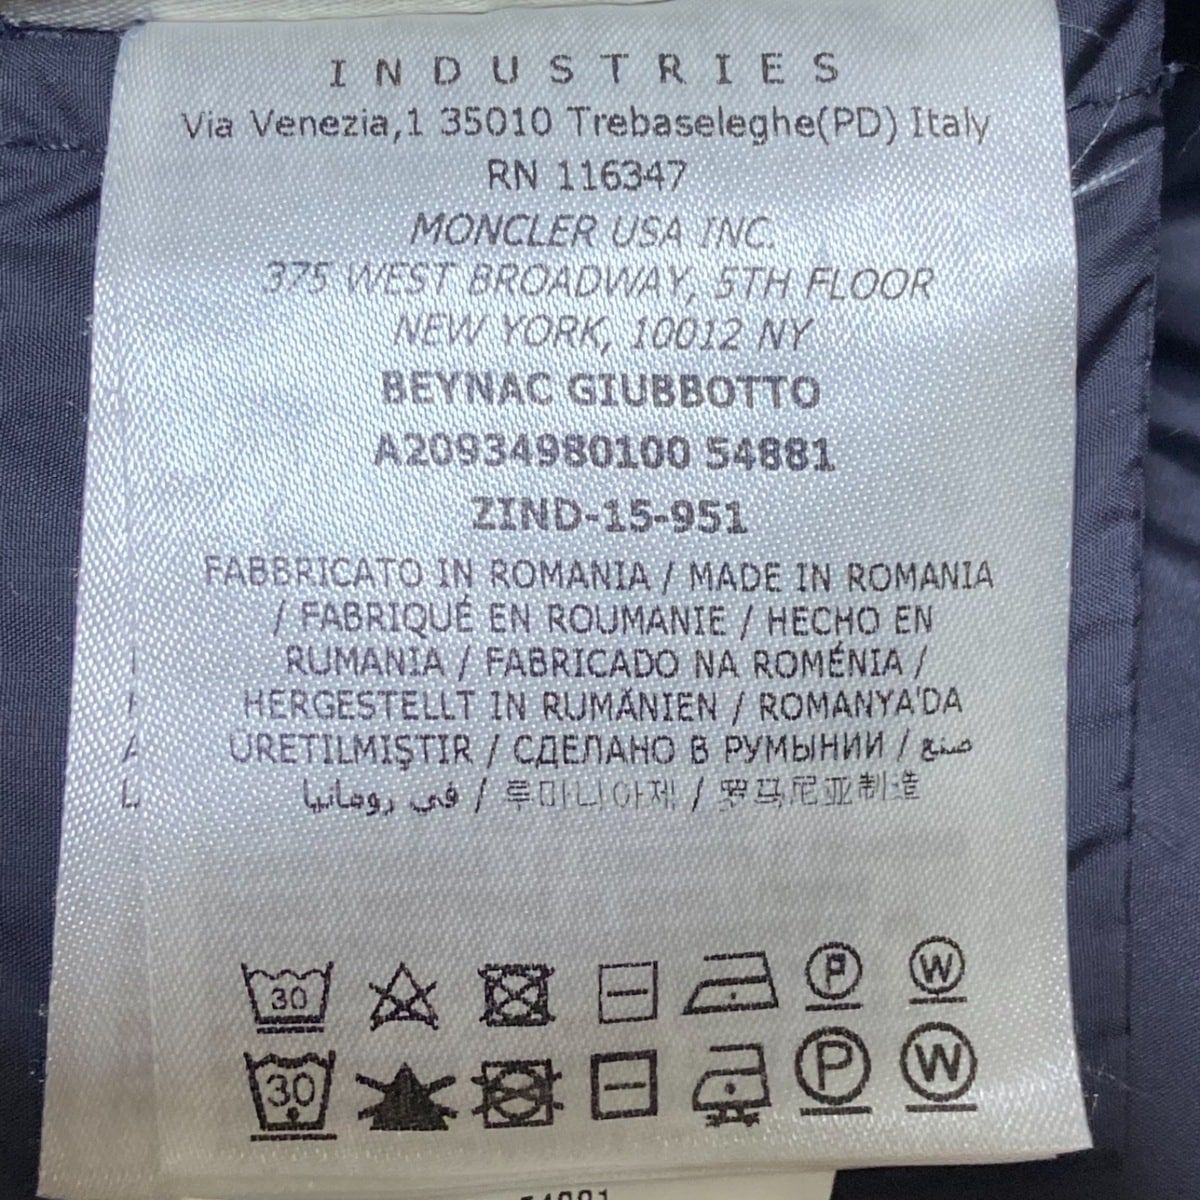 INDUSTRIES
Via Venezia,1 35010 Trebaseleghe(PD) Italy
RN 116347
MONCLER USA INC.
375 WEST BROADWAY, 5TH FLOOR
NEW YORK, 10012 NY
BEYNAC GIUBBOTTO
A20934980100 54881
ZIND-15-951
FABBRICATO IN ROMANIA / MADE IN ROMANIA
/ FABRIQUÉ EN ROUMANIE / HECHO EN
RUMANIA / FABRICADO NA ROMÉNIA /
HERGESTELLT IN RUMÄNIEN / ROMANYA'DA
ÜRETILMIŞTIR / СДЕЛАНО В РУМЫНИИ / صنع
في رومانيا / 루마니아제 / 罗马尼亚制造
30 P W
30 P W
54881